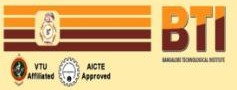 BTI
BANGALORE TECHNOLOGICAL INSTITUTE
VTU
Affiliated
AICTE
Approved